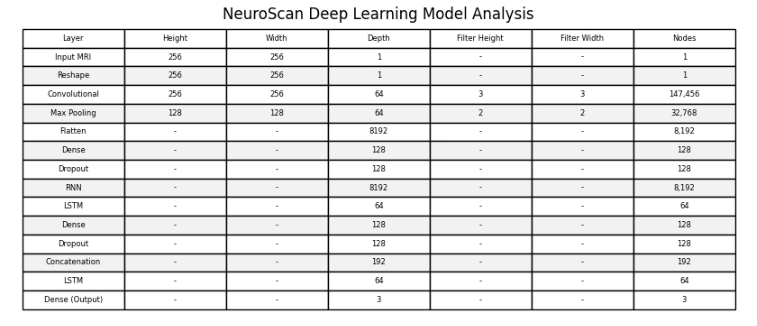 NeuroScan Deep Learning Model Analysis
Layer Height Width Depth Filter Height Filter Width Nodes
Input MRI 256 256 1 - - 1
Reshape 256 256 1 - - 1
Convolutional 256 256 64 3 3 147,456
Max Pooling 128 128 64 2 2 32,768
Flatten - - 8192 - - 8,192
Dense - - 128 - - 128
Dropout - - 128 - - 128
RNN - - 8192 - - 8,192
LSTM - - 64 - - 64
Dense - - 128 - - 128
Dropout - - 128 - - 128
Concatenation - - 192 - - 192
LSTM - - 64 - - 64
Dense (Output) - - 3 - - 3